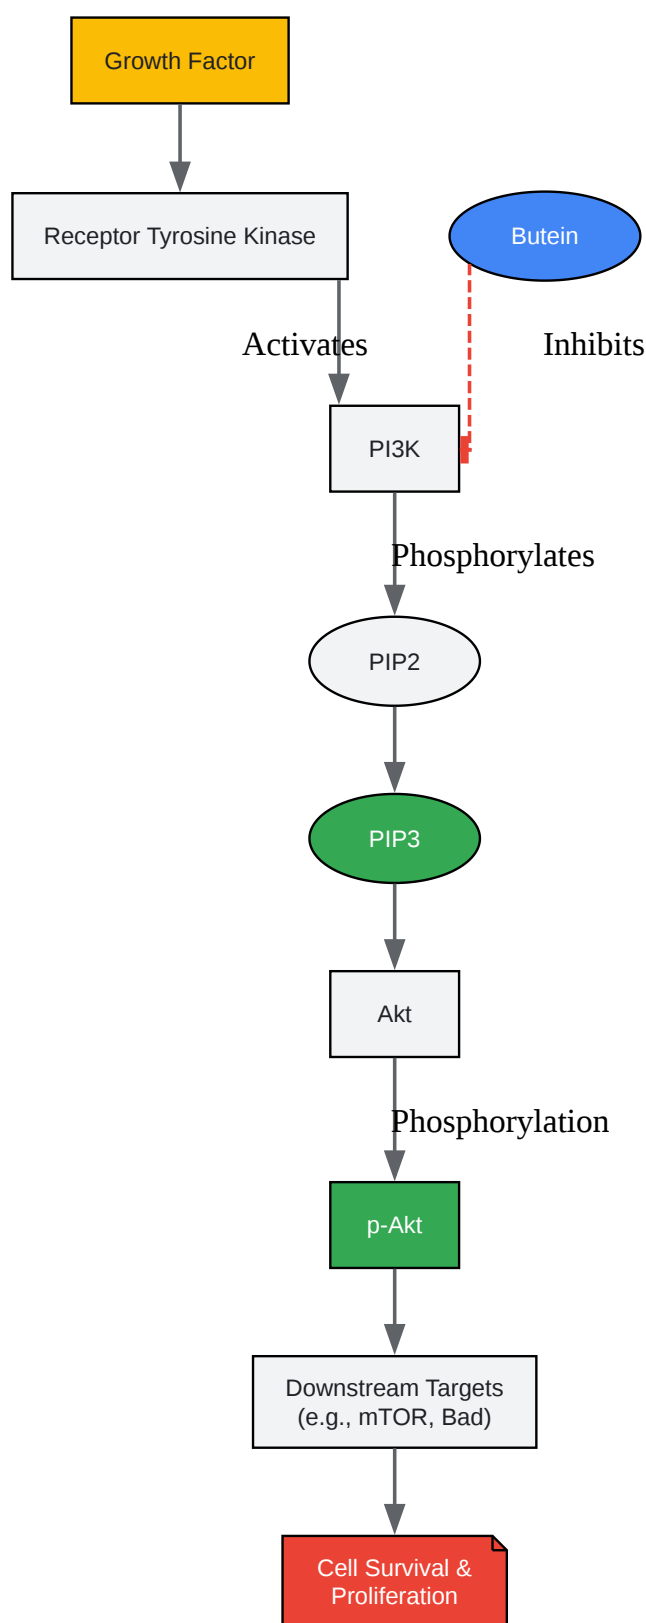 Growth Factor
Receptor Tyrosine Kinase
Butein
Activates
Inhibits
PI3K
Phosphorylates
PIP2
PIP3
Akt
Phosphorylation
p-Akt
Downstream Targets
(e.g., mTOR, Bad)
Cell Survival &
Proliferation